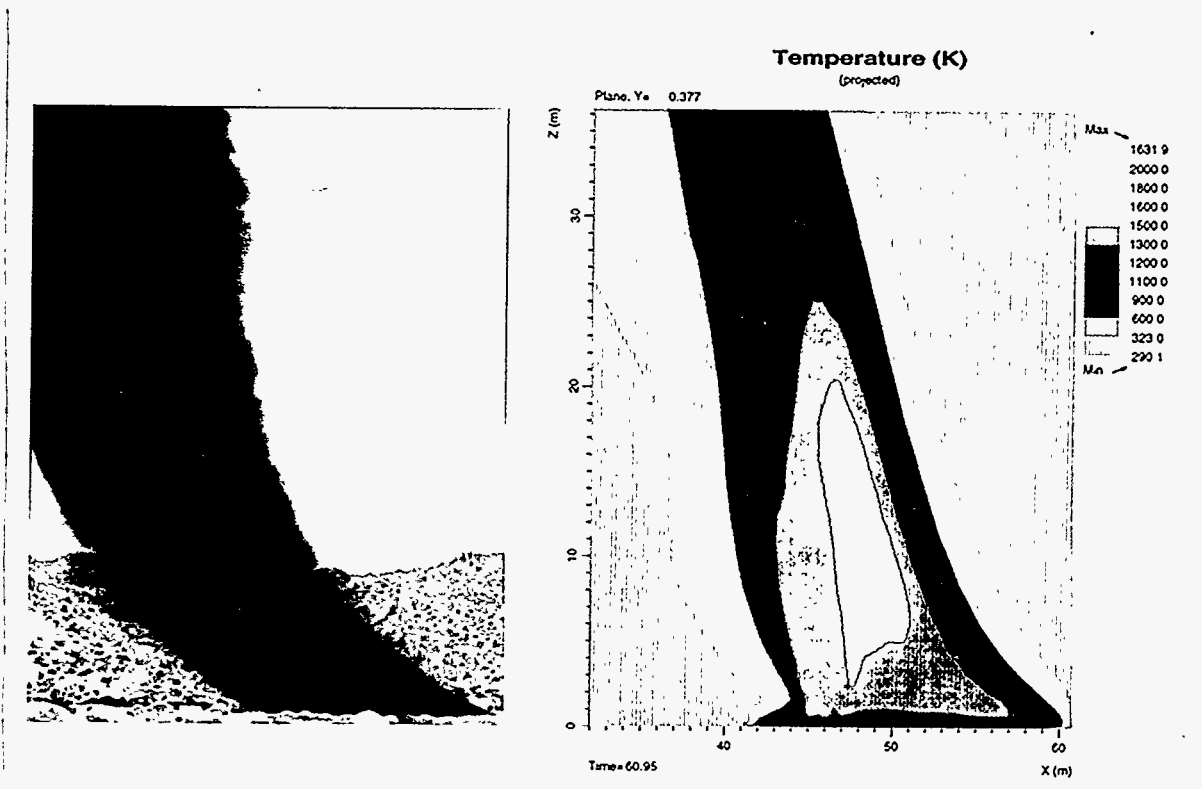 Temperature (K)
(projected)
Plane, Y= 0.377
Z (m)
30
20
10
0
40
50
60
X (m)
Time= 60.95
Max
1631 9
2000 0
1800 0
1600 0
1500 0
1300 0
1200 0
1100 0
900 0
600 0
323 0
290 1
Min